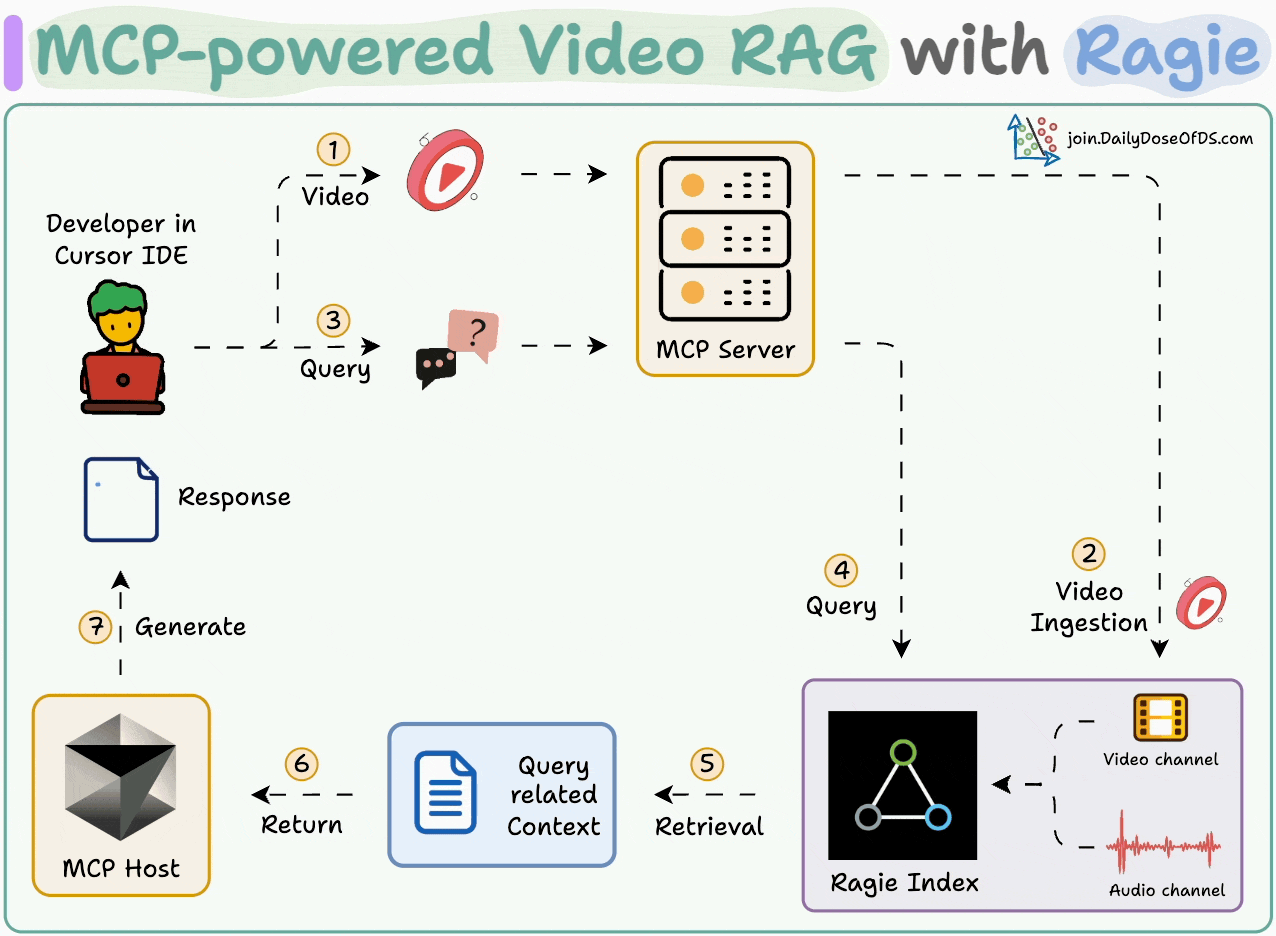 MCP-powered Video RAG with Ragie
join.DailyDoseOfDS.com
1
Video
Developer in
Cursor IDE
3
Query
?
MCP Server
Response
4
Query
2
Video
Ingestion
7
Generate
MCP Host
6
Return
Query
related
Context
5
Retrieval
Ragie Index
Video channel
Audio channel